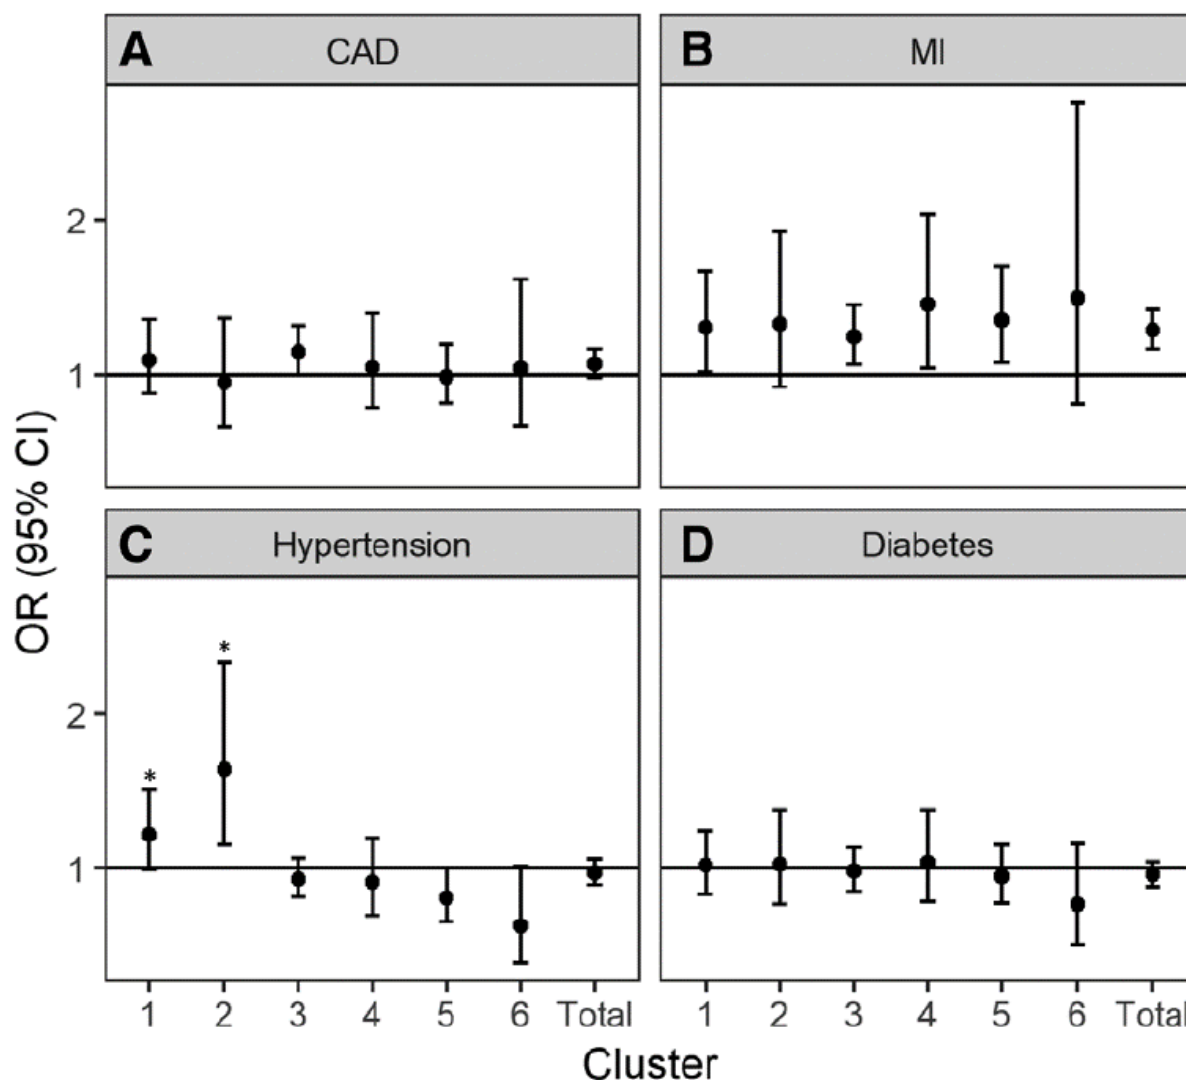 A CAD
B MI
2
1
OR (95% CI)
C Hypertension
D Diabetes
*
*
2
1
1 2 3 4 5 6 Total
1 2 3 4 5 6 Total
Cluster